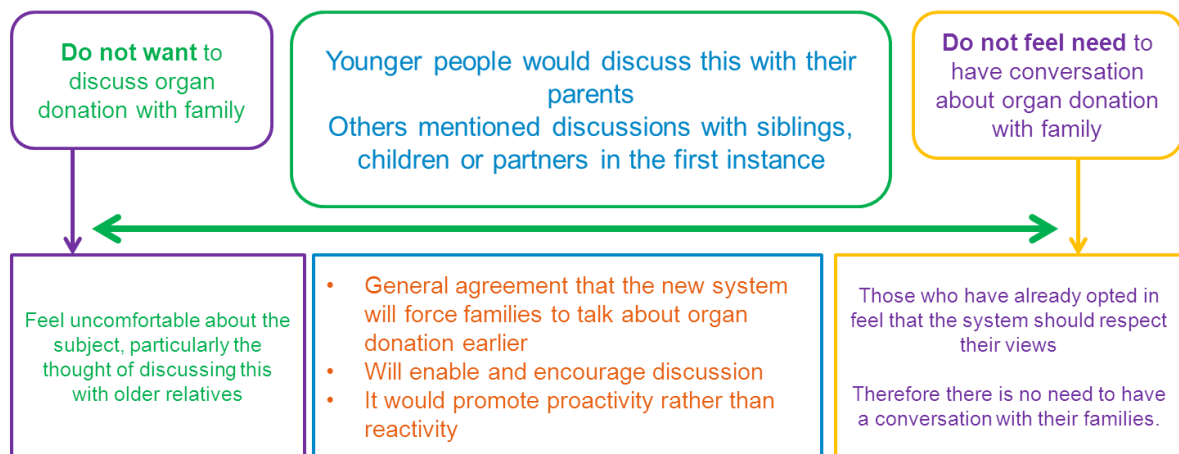 Do not want to
discuss organ
donation with family
Younger people would discuss this with their
parents
Others mentioned discussions with siblings,
children or partners in the first instance
Do not feel need to
have conversation
about organ donation
with family
Feel uncomfortable about the
subject, particularly the
thought of discussing this
with older relatives
• General agreement that the new system
will force families to talk about organ
donation earlier
• Will enable and encourage discussion
• It would promote proactivity rather than
reactivity
Those who have already opted in
feel that the system should respect
their views
Therefore there is no need to have
a conversation with their families.